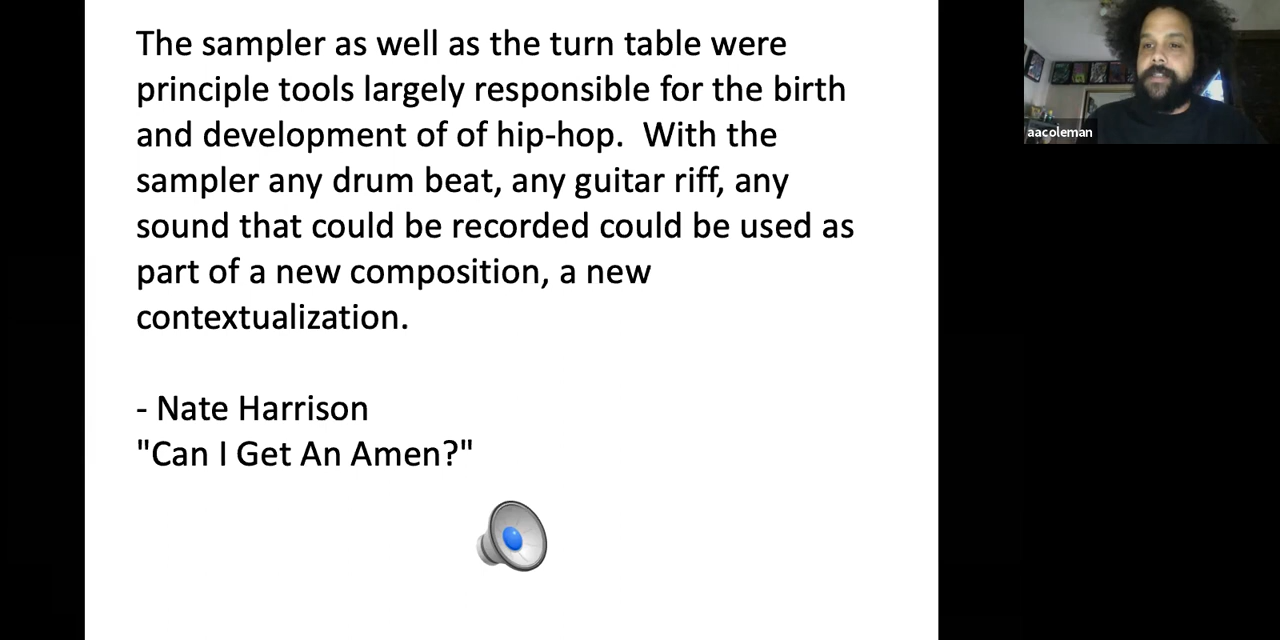 The sampler as well as the turn table were
principle tools largely responsible for the birth
and development of of hip-hop.  With the
sampler any drum beat, any guitar riff, any
sound that could be recorded could be used as
part of a new composition, a new
contextualization.
- Nate Harrison
"Can I Get An Amen?"
aacoleman